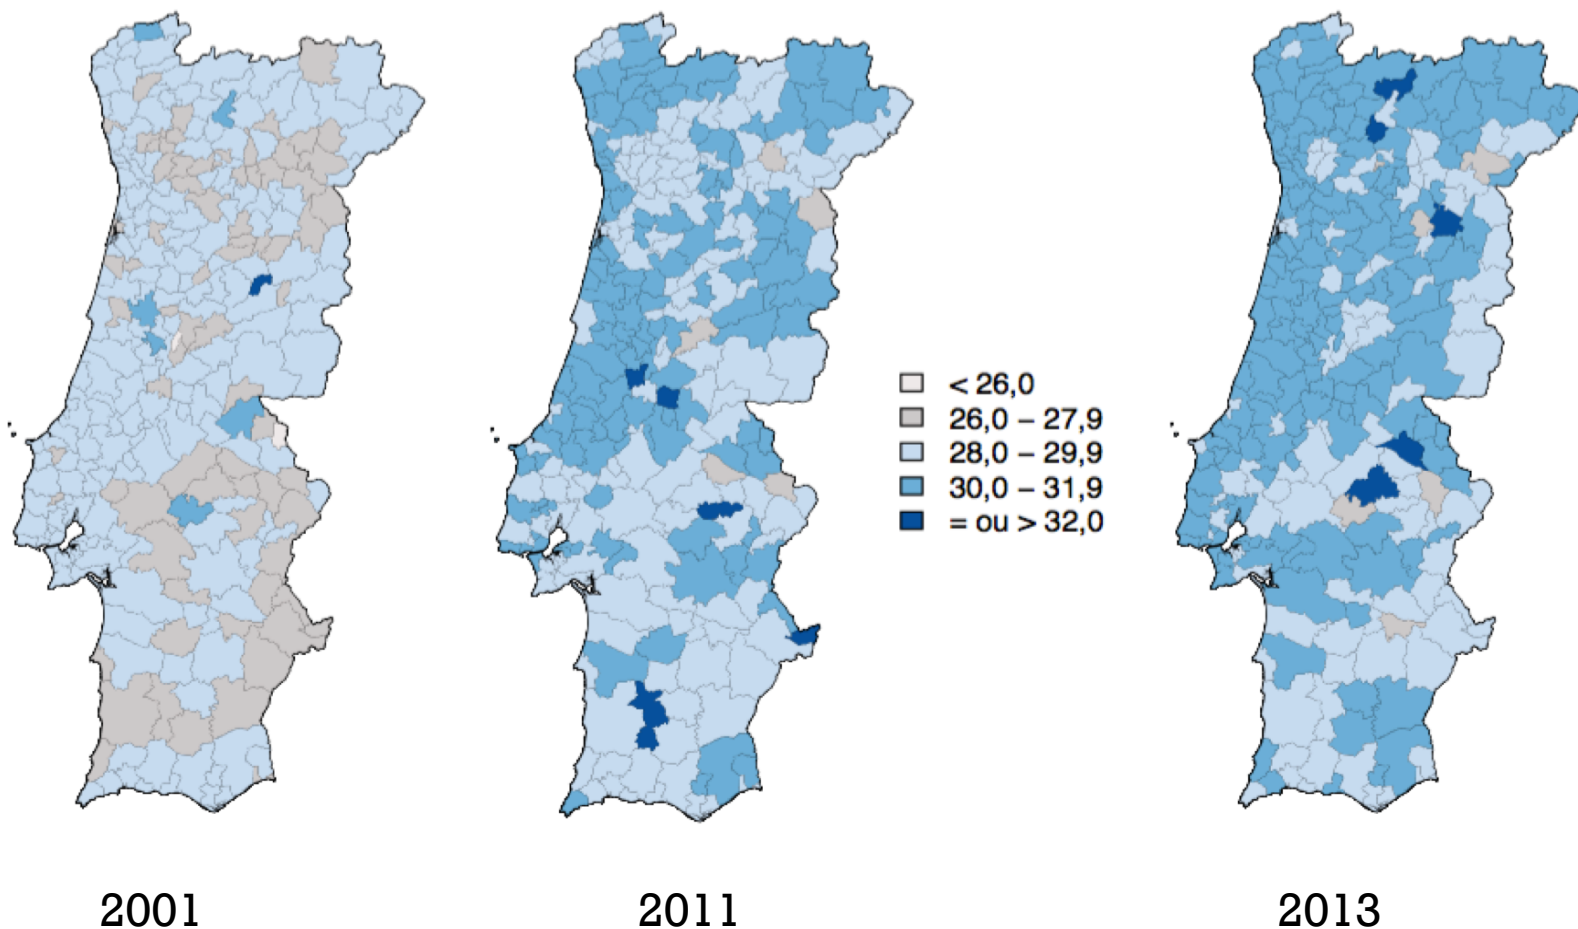 < 26,0
26,0 – 27,9
28,0 – 29,9
30,0 – 31,9
= ou > 32,0
2001
2011
2013